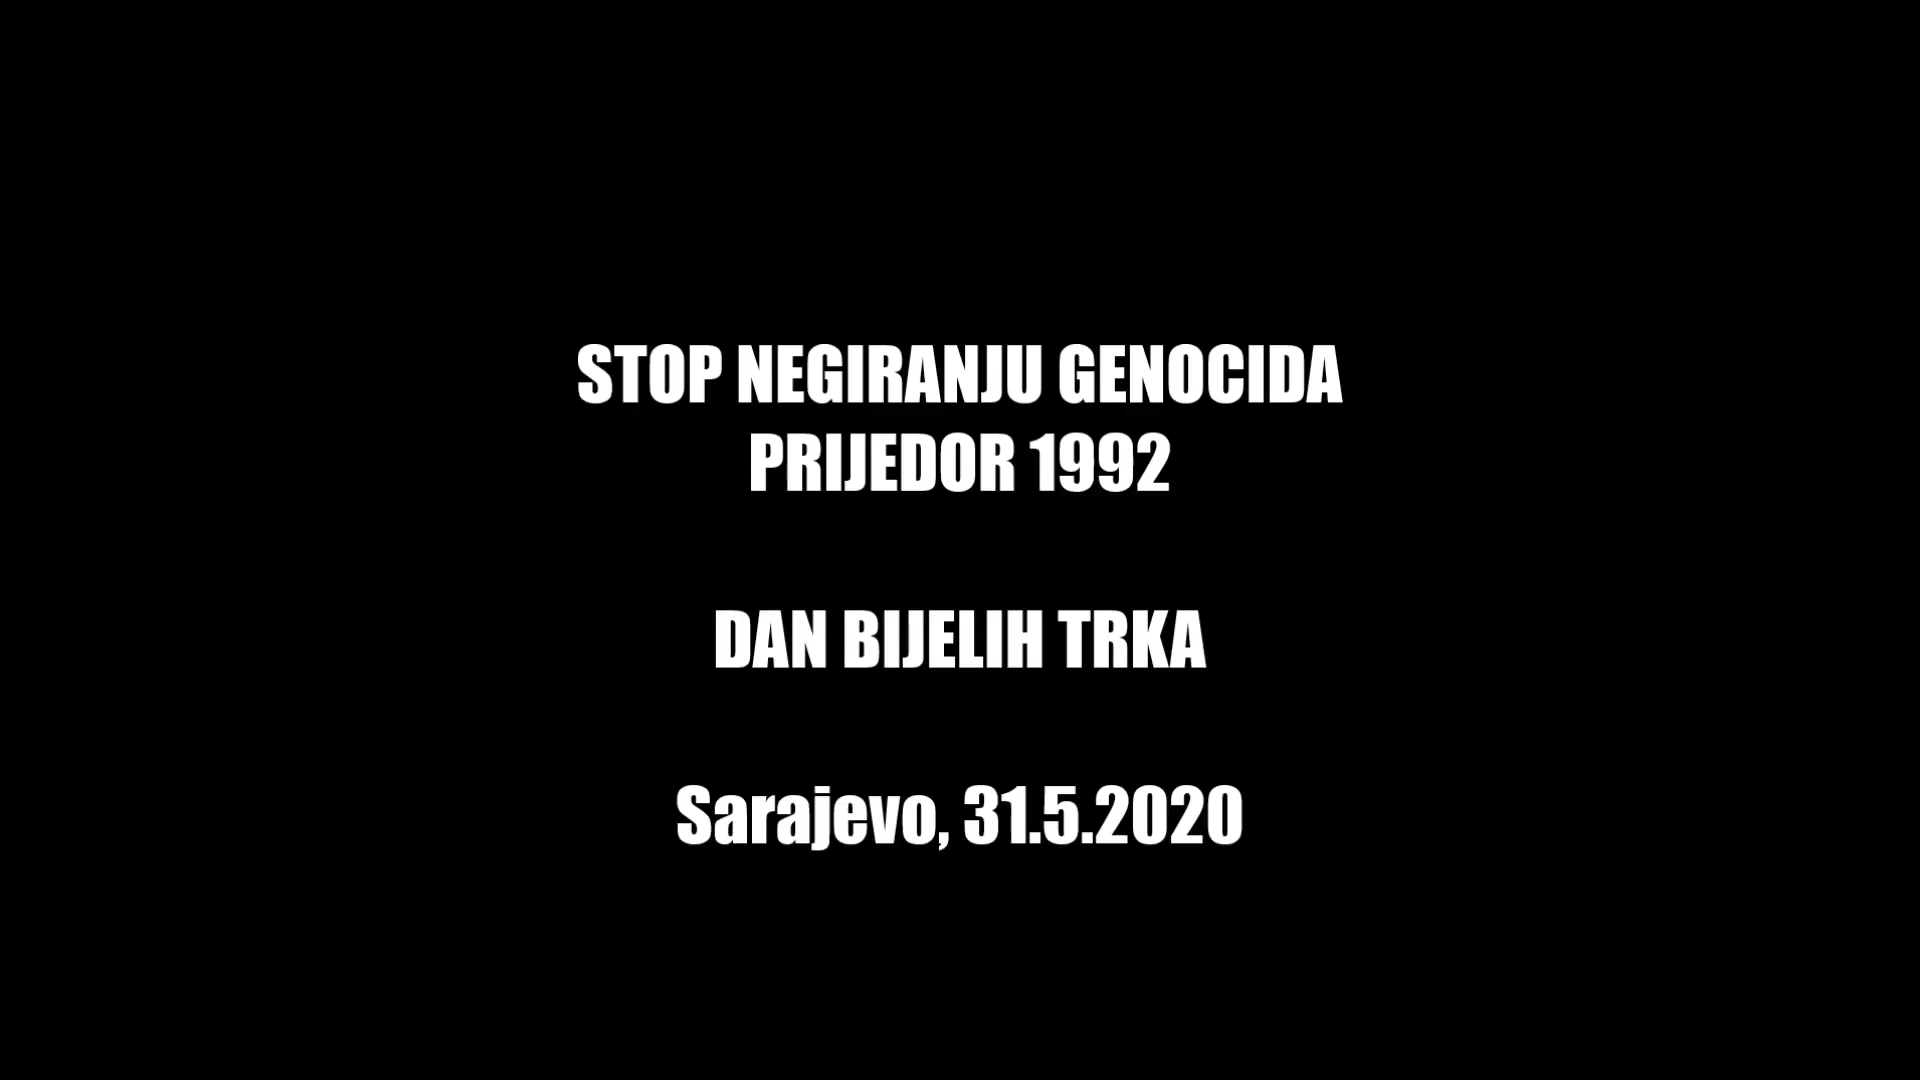 STOP NEGIRANJU GENOCIDA
PRIJEDOR 1992
DAN BIJELIH TRKA
Sarajevo, 31.5.2020